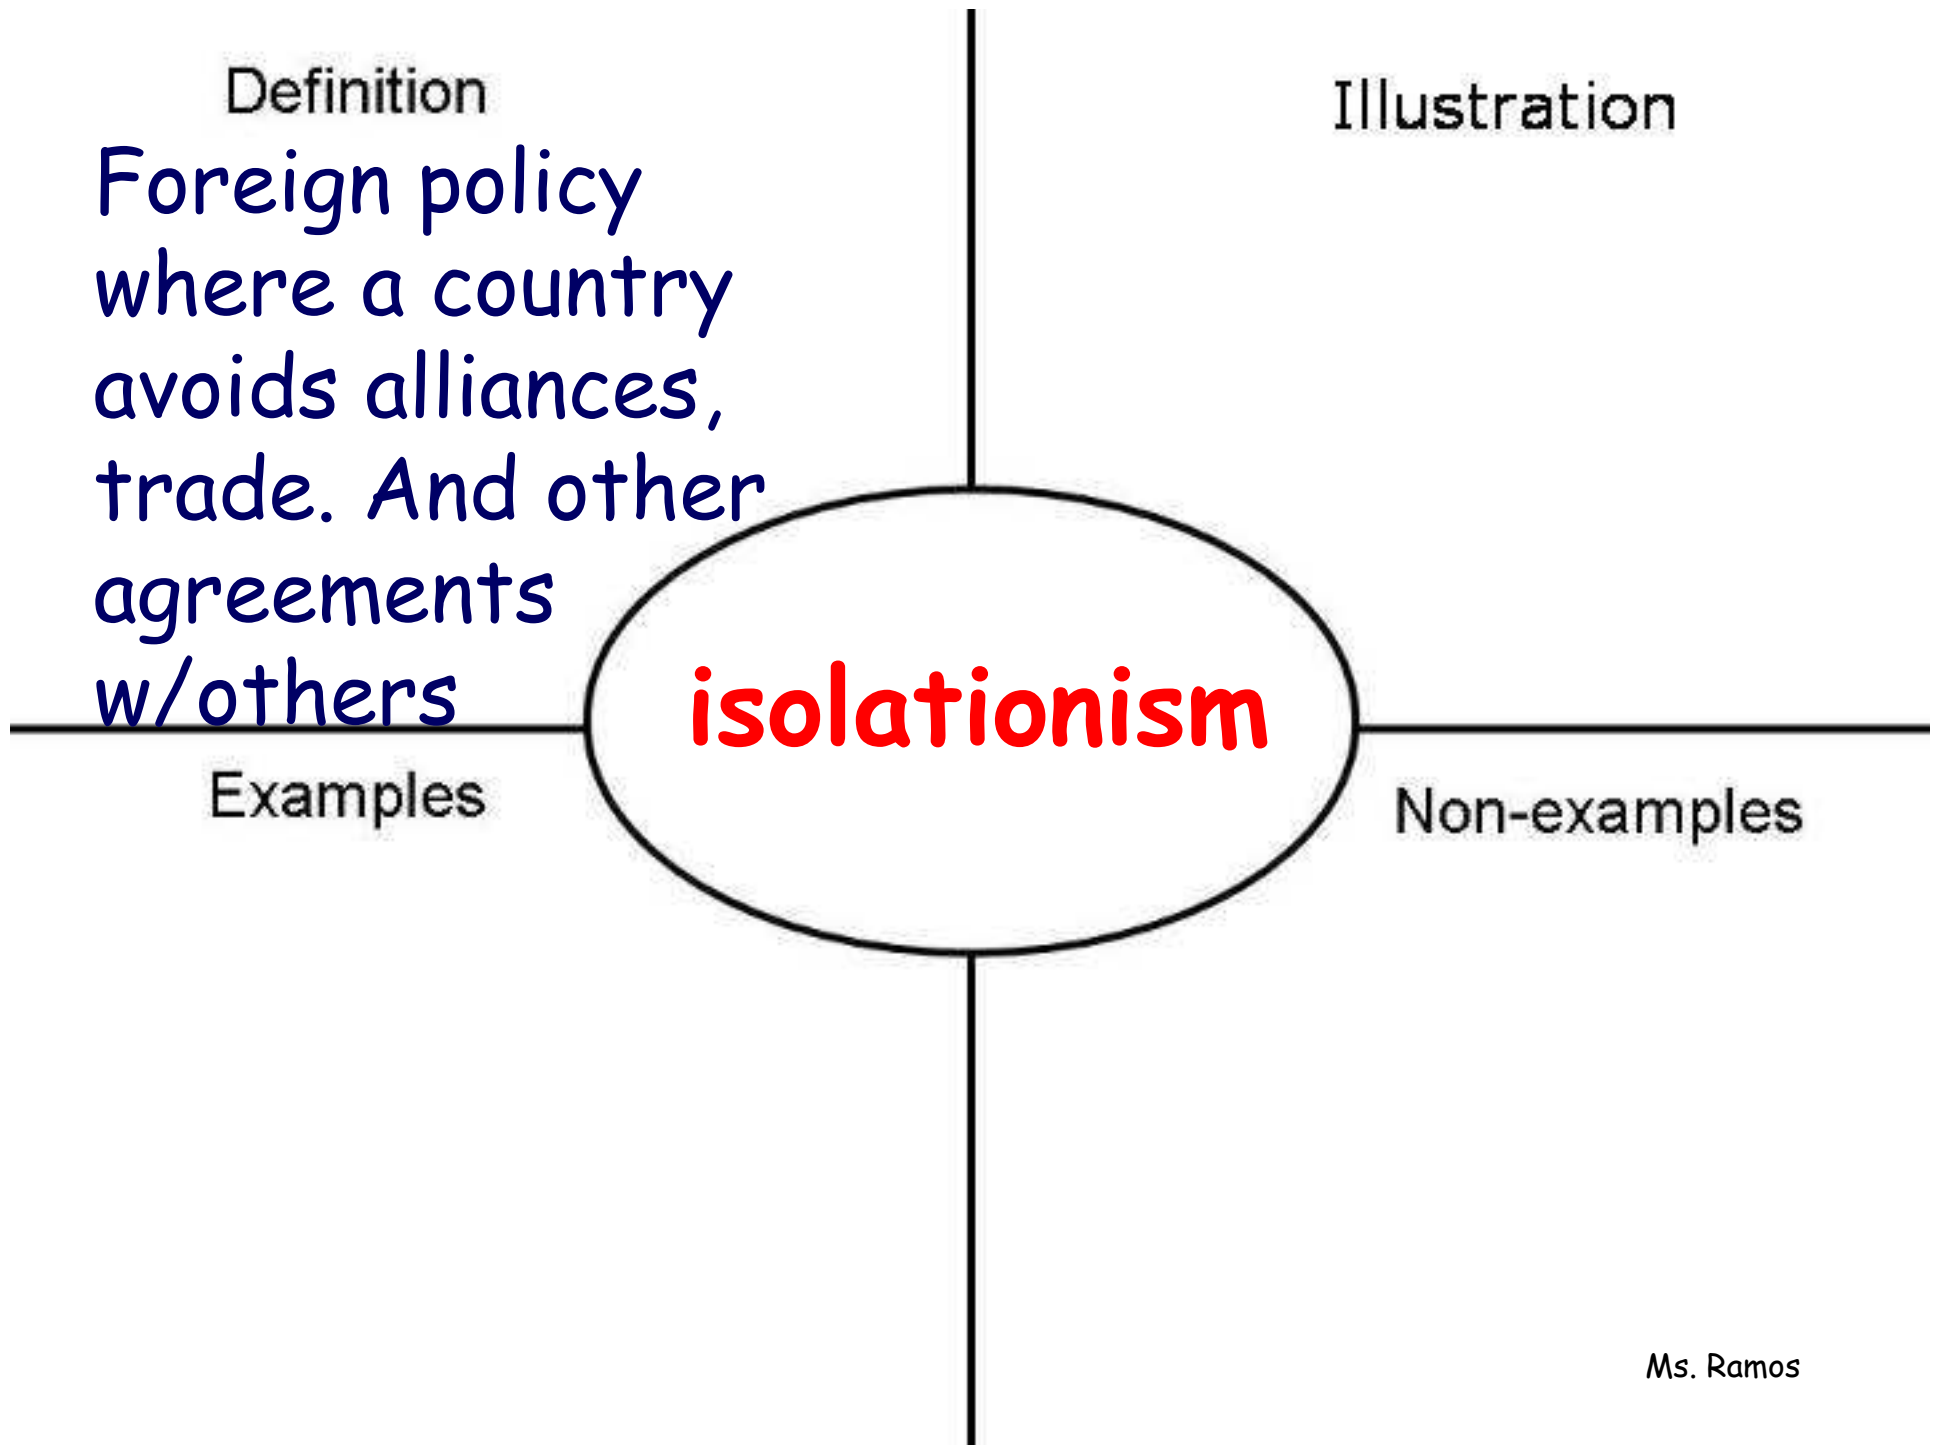 Definition
Foreign policy
where a country
avoids alliances,
trade. And other
agreements
w/others
Illustration
isolationism
Examples
Non-examples
Ms. Ramos